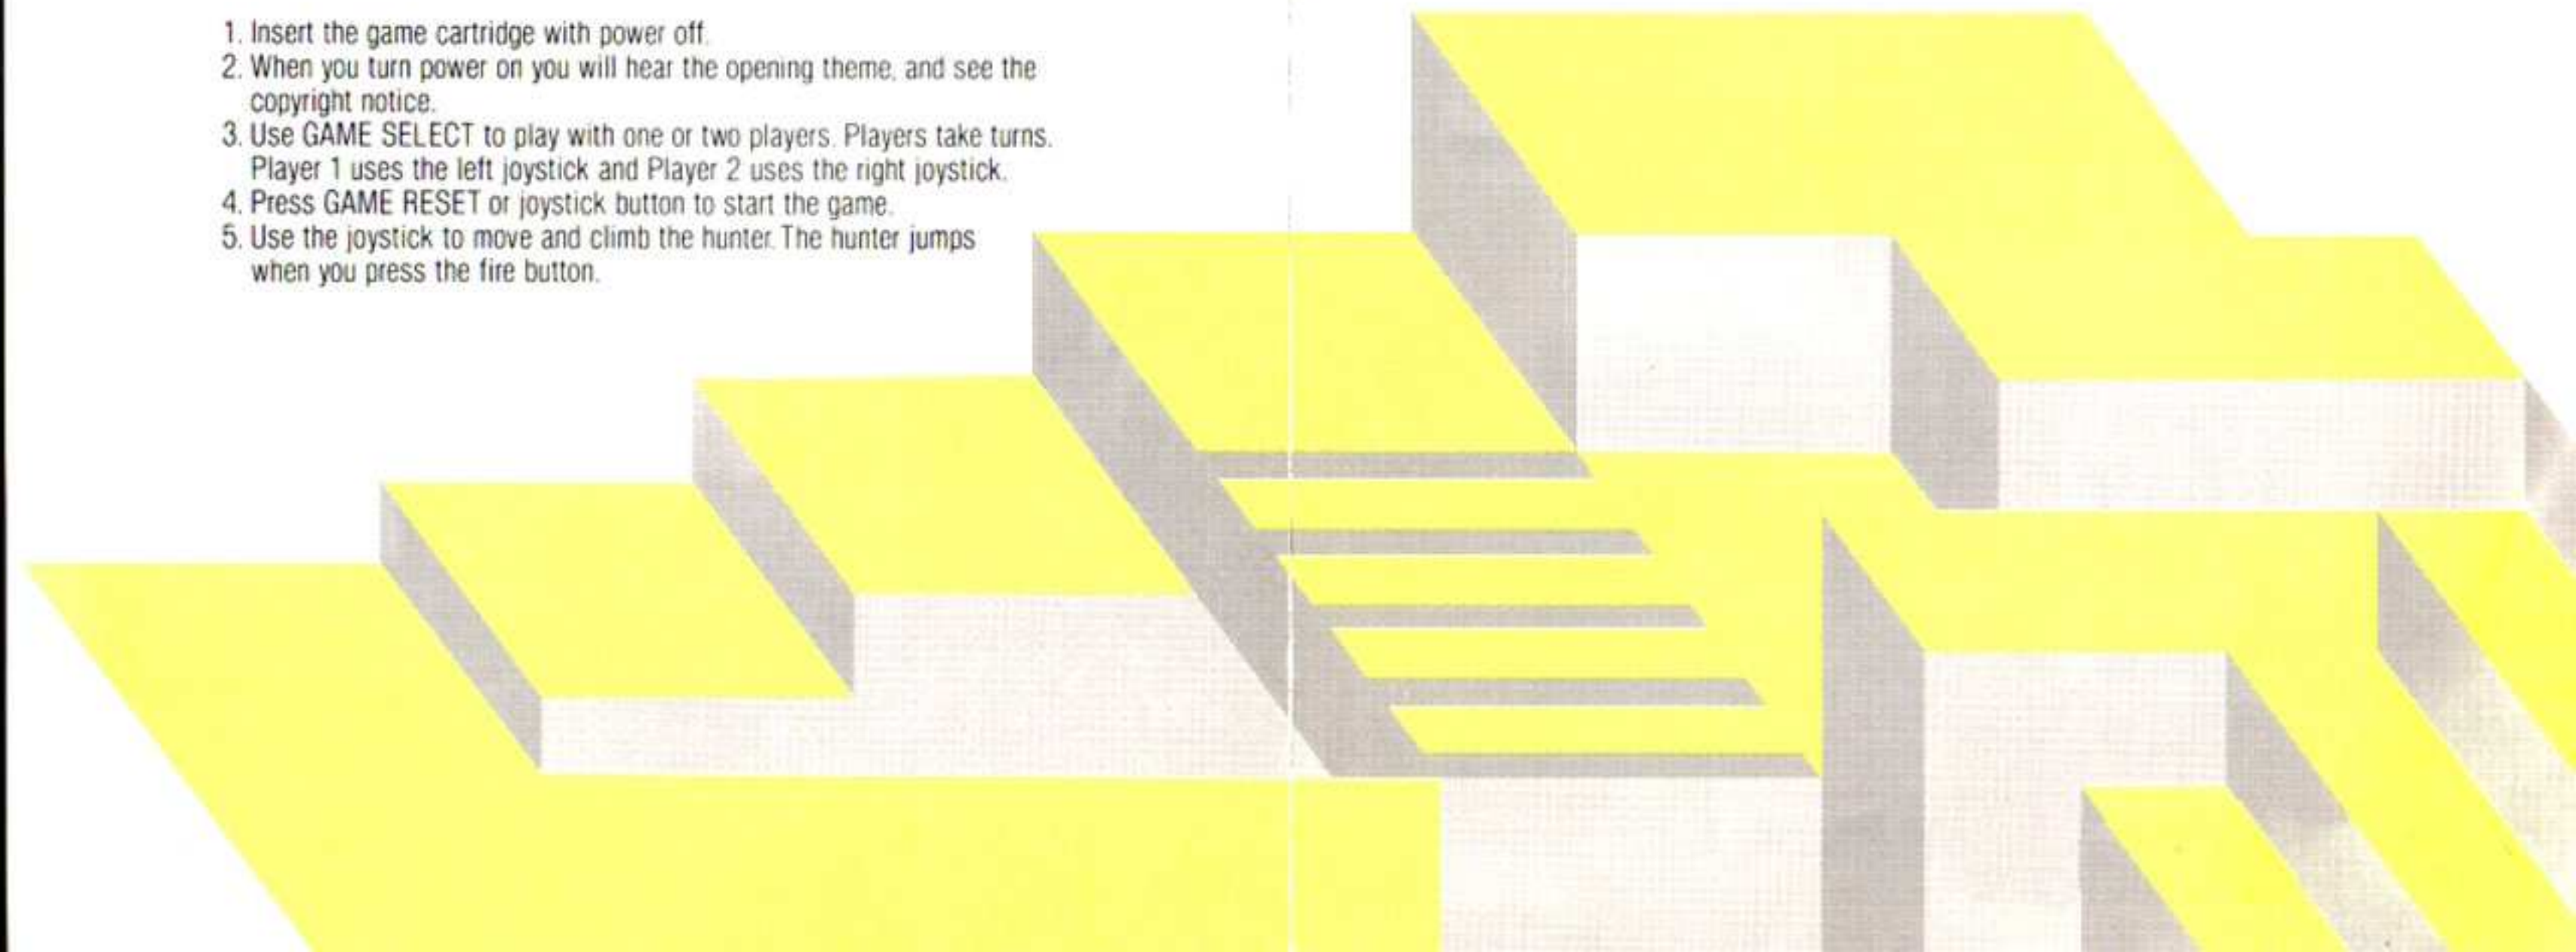 1. Insert the game cartridge with power off.
2. When you turn power on you will hear the opening theme, and see the
copyright notice.
3. Use GAME SELECT to play with one or two players. Players take turns.
Player 1 uses the left joystick and Player 2 uses the right joystick.
4. Press GAME RESET or joystick button to start the game.
5. Use the joystick to move and climb the hunter. The hunter jumps
when you press the fire button.